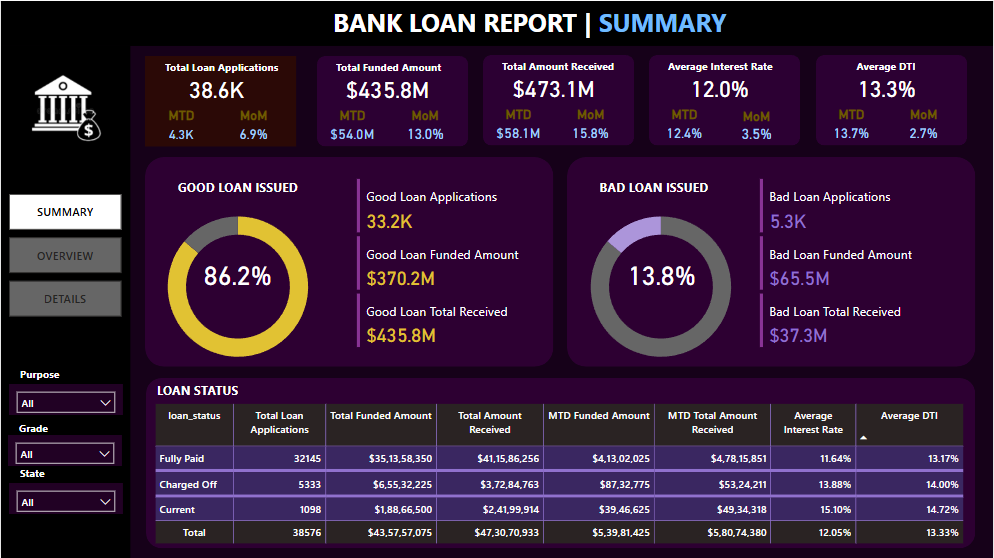 BANK LOAN REPORT | SUMMARY
Total Loan Applications
38.6K
MTD MoM
4.3K 6.9%
Total Funded Amount
$435.8M
MTD MoM
$54.0M 13.0%
Total Amount Received
$473.1M
MTD MoM
$58.1M 15.8%
Average Interest Rate
12.0%
MTD MoM
12.4% 3.5%
Average DTI
13.3%
MTD MoM
13.7% 2.7%
$
SUMMARY
OVERVIEW
DETAILS
Purpose
All
Grade
All
State
All
GOOD LOAN ISSUED
86.2%
Good Loan Applications
33.2K
Good Loan Funded Amount
$370.2M
Good Loan Total Received
$435.8M
BAD LOAN ISSUED
13.8%
Bad Loan Applications
5.3K
Bad Loan Funded Amount
$65.5M
Bad Loan Total Received
$37.3M
LOAN STATUS
loan_status Total Loan Applications Total Funded Amount Total Amount Received MTD Funded Amount MTD Total Amount Received Average Interest Rate Average DTI
Fully Paid 32145 $35,13,58,350 $41,15,86,256 $4,13,02,025 $4,78,15,851 11.64% 13.17%
Charged Off 5333 $6,55,32,225 $3,72,84,763 $87,32,775 $53,24,211 13.88% 14.00%
Current 1098 $1,88,66,500 $2,41,99,914 $39,46,625 $49,34,318 15.10% 14.72%
Total 38576 $43,57,57,075 $47,30,70,933 $5,39,81,425 $5,80,74,380 12.05% 13.33%